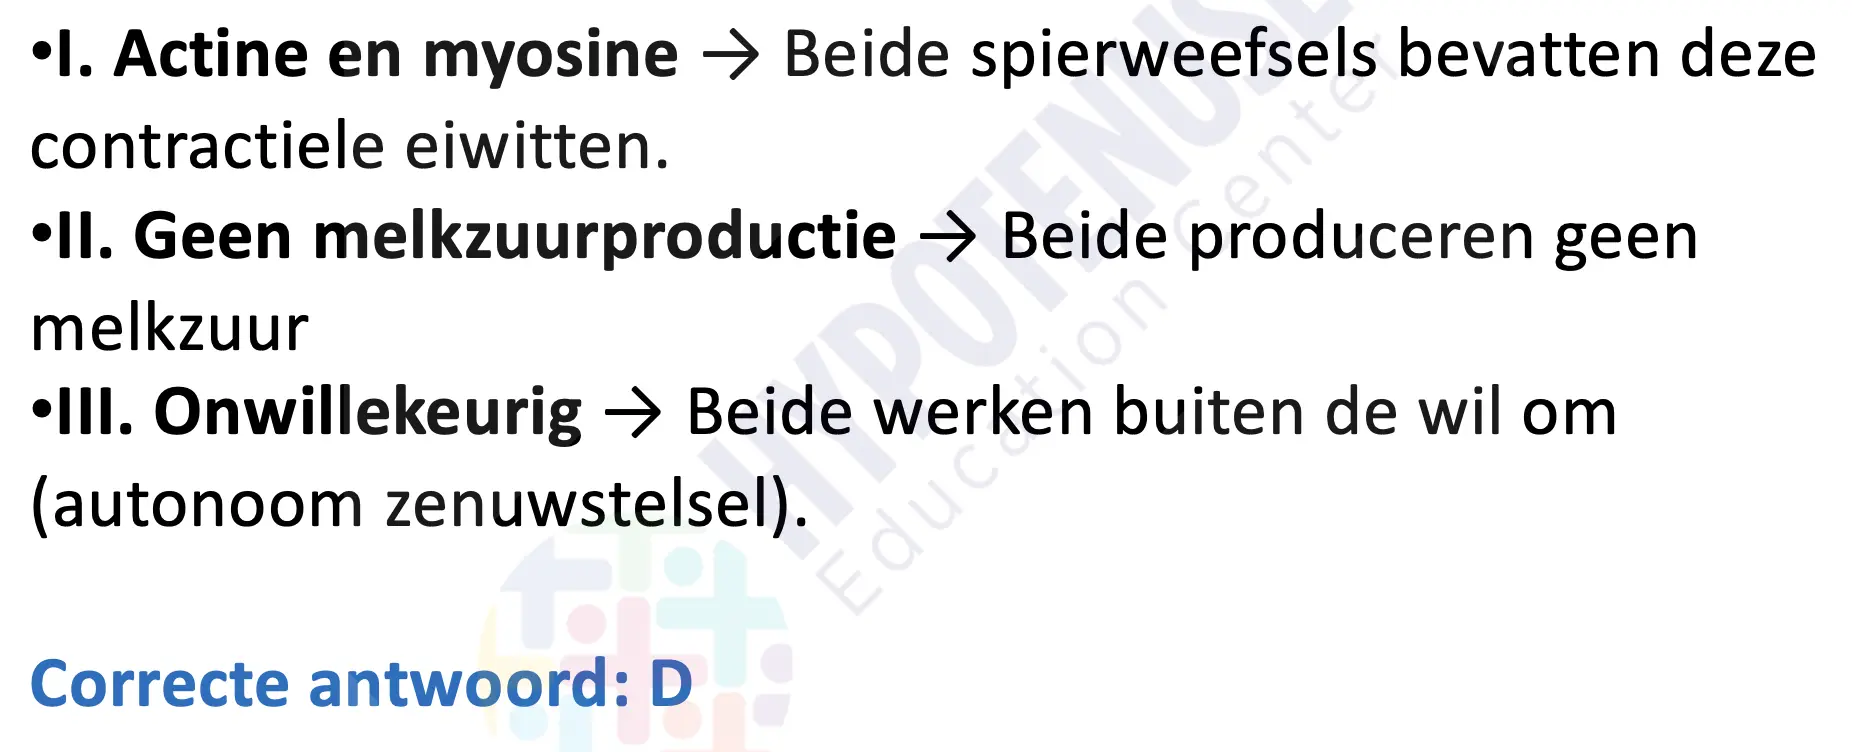 •I. Actine en myosine → Beide spierweefsels bevatten deze
contractiele eiwitten.
•II. Geen melkzuurproductie → Beide produceren geen
melkzuur
•III. Onwillekeurig → Beide werken buiten de wil om
(autonoom zenuwstelsel).
Correcte antwoord: D
HYPOTENUSE
Education Center